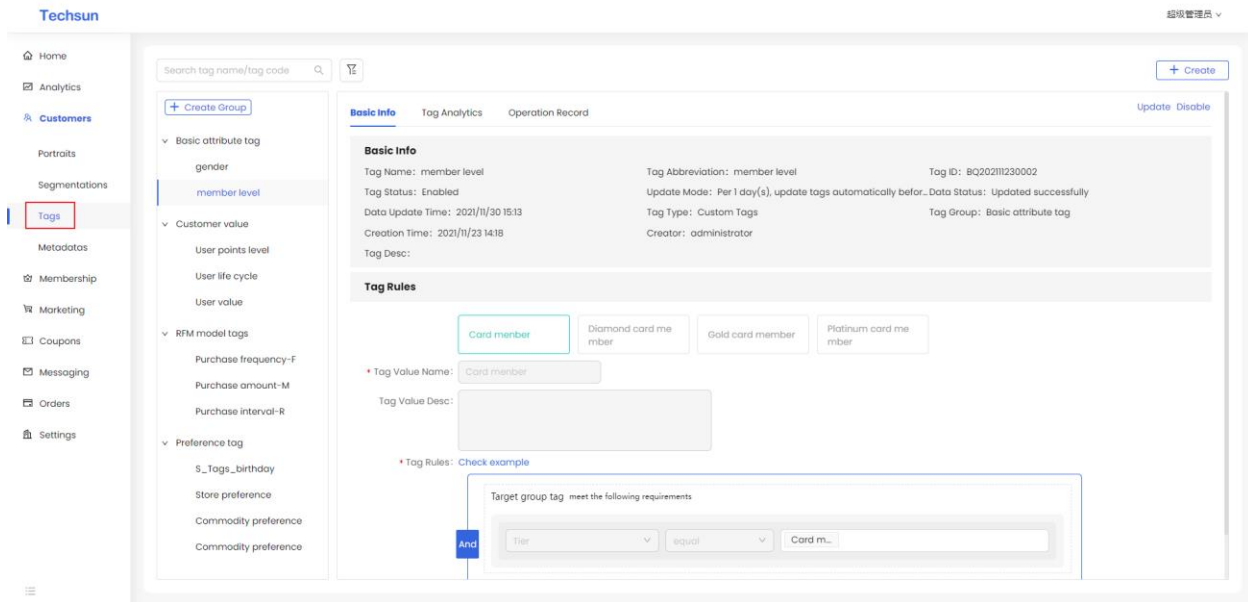 Techsun
超级管理员
Home
Analytics
Customers
Portraits
Segmentations
Tags
Metadatas
Membership
Marketing
Coupons
Messaging
Orders
Settings
Search tag name/tag code
+ Create
+ Create Group
Basic attribute tag
gender
member level
Customer value
User points level
User life cycle
User value
RFM model tags
Purchase frequency-F
Purchase amount-M
Purchase interval-R
Preference tag
S_Tags_birthday
Store preference
Commodity preference
Commodity preference
Basic Info Tag Analytics Operation Record
Update Disable
Basic Info
Tag Name: member level Tag Abbreviation: member level Tag ID: BQ202111230002
Tag Status: Enabled Update Mode: Per 1 day(s), update tags automatically befor... Data Status: Updated successfully
Data Update Time: 2021/11/30 15:13 Tag Type: Custom Tags Tag Group: Basic attribute tag
Creation Time: 2021/11/23 14:18 Creator: administrator
Tag Desc:
Tag Rules
Card menber
Diamond card me
mber
Gold card member
Platinum card me
mber
* Tag Value Name: Card menber
Tag Value Desc:
* Tag Rules: Check example
Target group tag meet the following requirements
And
Tier equal Card m...